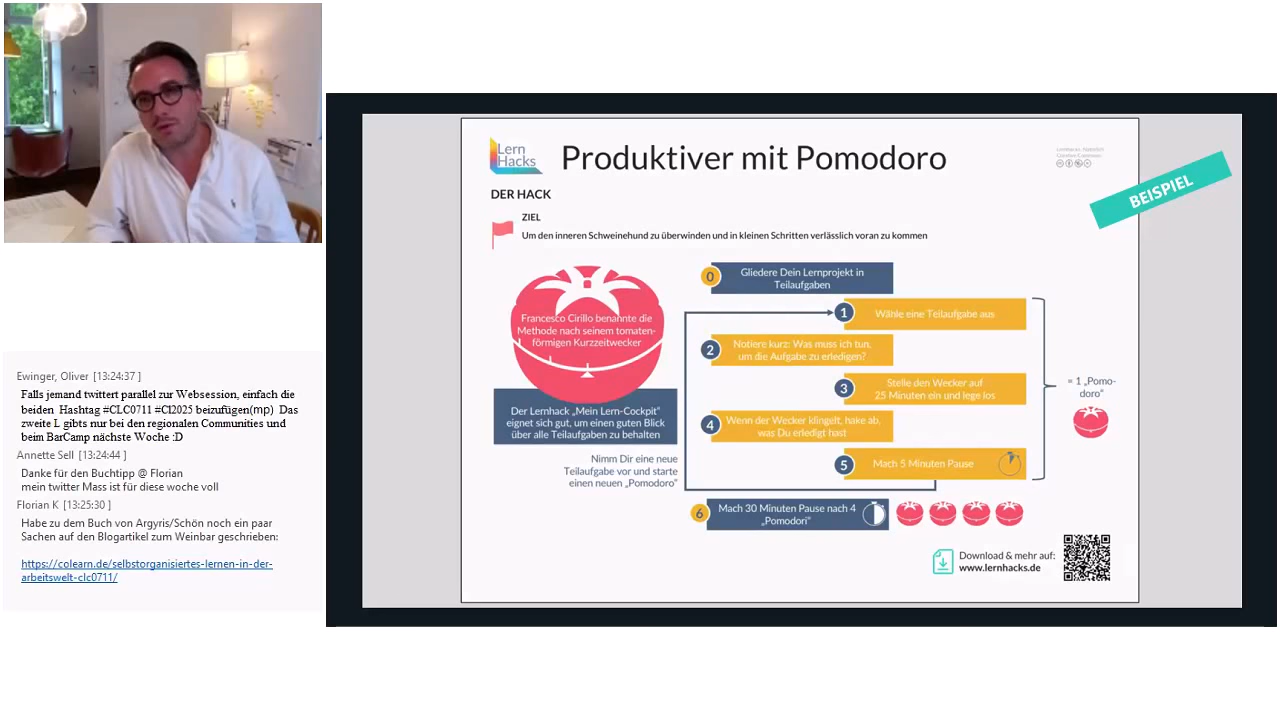 Lern
Hacks
Produktiver mit Pomodoro
BEISPIEL
DER HACK
ZIEL
Um den inneren Schweinehund zu überwinden und in kleinen Schritten verlässlich voran zu kommen
0
Gliedere Dein Lernprojekt in
Teilaufgaben
Francesco Cirillo benannte die
Methode nach seinem tomaten-
förmigen Kurzzeitwecker
1
Wähle eine Teilaufgabe aus
2
Notiere kurz: Was muss ich tun,
um die Aufgabe zu erledigen?
3
Stelle den Wecker auf
25 Minuten ein und lege los
= 1 „Pomo-
doro“
Der Lernhack „Mein Lern-Cockpit“
eignet sich gut, um einen guten Blick
über alle Teilaufgaben zu behalten
4
Wenn der Wecker klingelt, hake ab,
was Du erledigt hast
Nimm Dir eine neue
Teilaufgabe vor und starte
einen neuen „Pomodoro“
5
Mach 5 Minuten Pause
6
Mach 30 Minuten Pause nach 4
„Pomodori“
Download & mehr auf:
www.lernhacks.de
Ewinger, Oliver [13:24:37 ]
Falls jemand twittert parallel zur Websession, einfach die
beiden Hashtag #CLC0711 #Cl2025 beizufügen(mp) Das
zweite L gibts nur bei den regionalen Communities und
beim BarCamp nächste Woche :D
Annette Sell [13:24:44 ]
Danke für den Buchtipp @ Florian
mein twitter Mass ist für diese woche voll
Florian K [13:25:30 ]
Habe zu dem Buch von Argyris/Schön noch ein paar
Sachen auf den Blogartikel zum Weinbar geschrieben:
https://colearn.de/selbstorganisiertes-lernen-in-der-
arbeitswelt-clc0711/